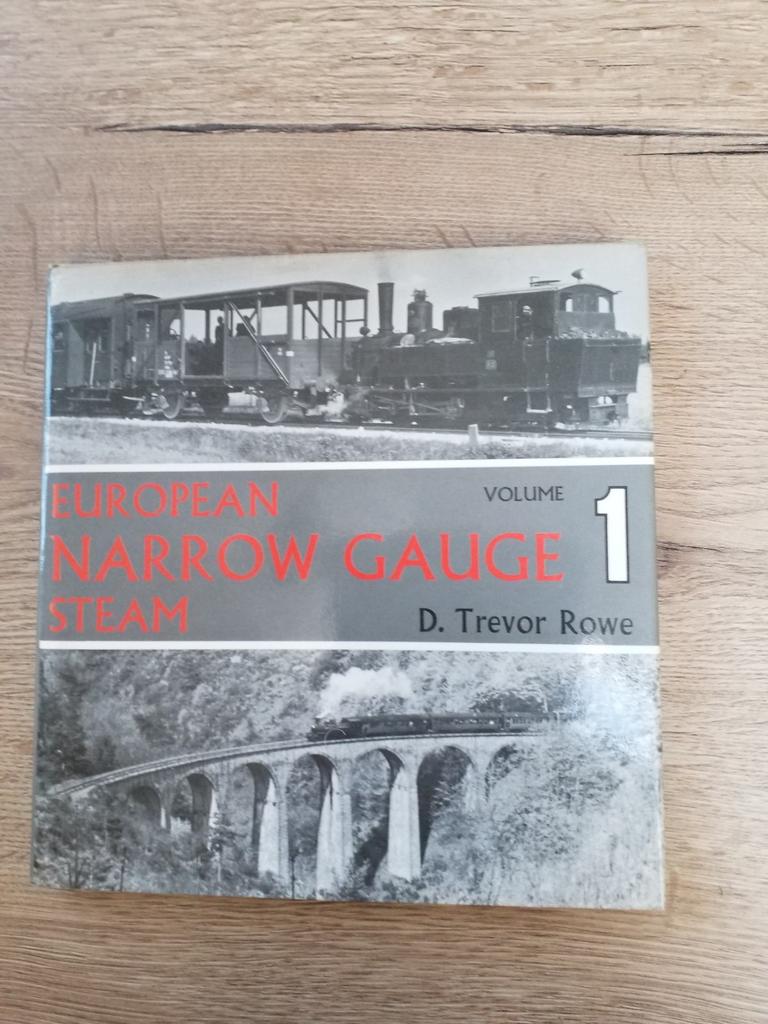 EUROPEAN
VOLUME
NARROW GAUGE
1
STEAM
D. Trevor Rowe